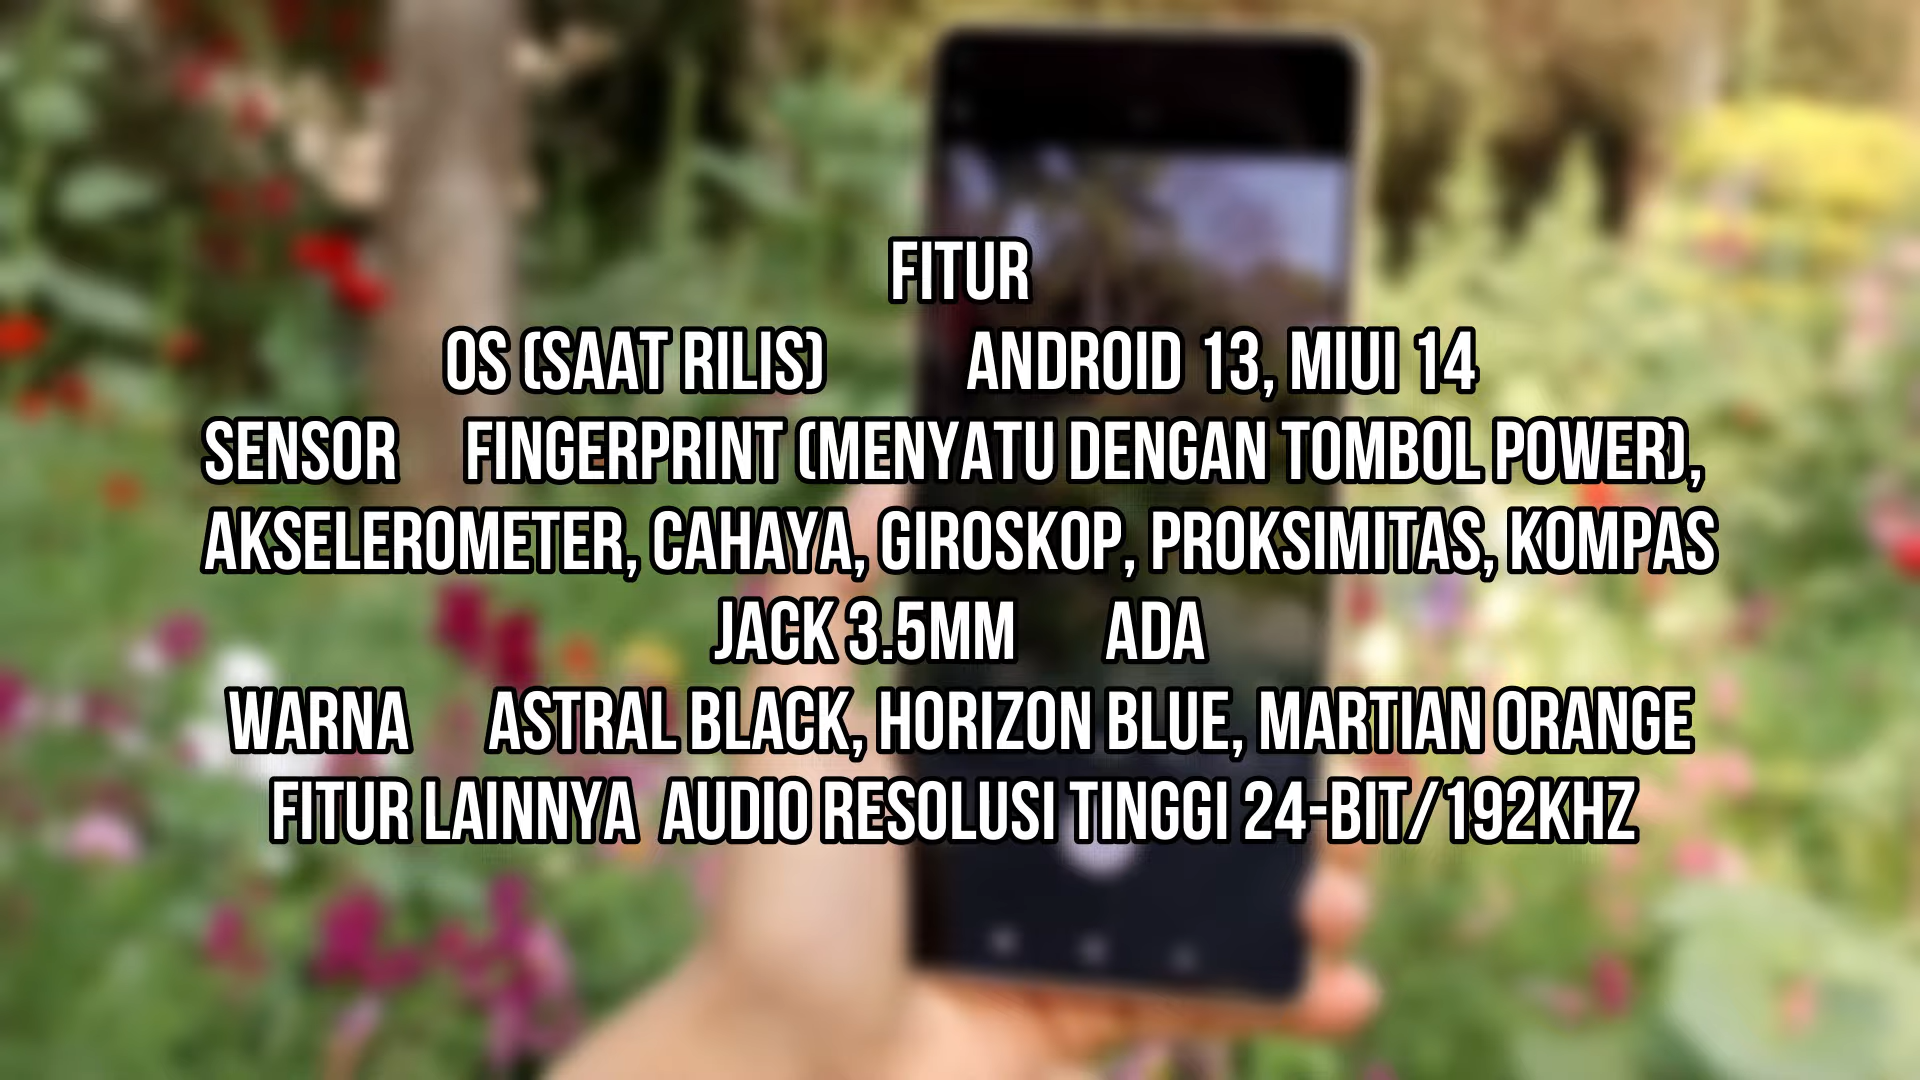 FITUR
OS (SAAT RILIS) ANDROID 13, MIUI 14
SENSOR FINGERPRINT (MENYATU DENGAN TOMBOL POWER),
AKSELEROMETER, CAHAYA, GIROSKOP, PROKSIMITAS, KOMPAS
JACK 3.5MM ADA
WARNA ASTRAL BLACK, HORIZON BLUE, MARTIAN ORANGE
FITUR LAINNYA AUDIO RESOLUSI TINGGI 24-BIT/192KHZ